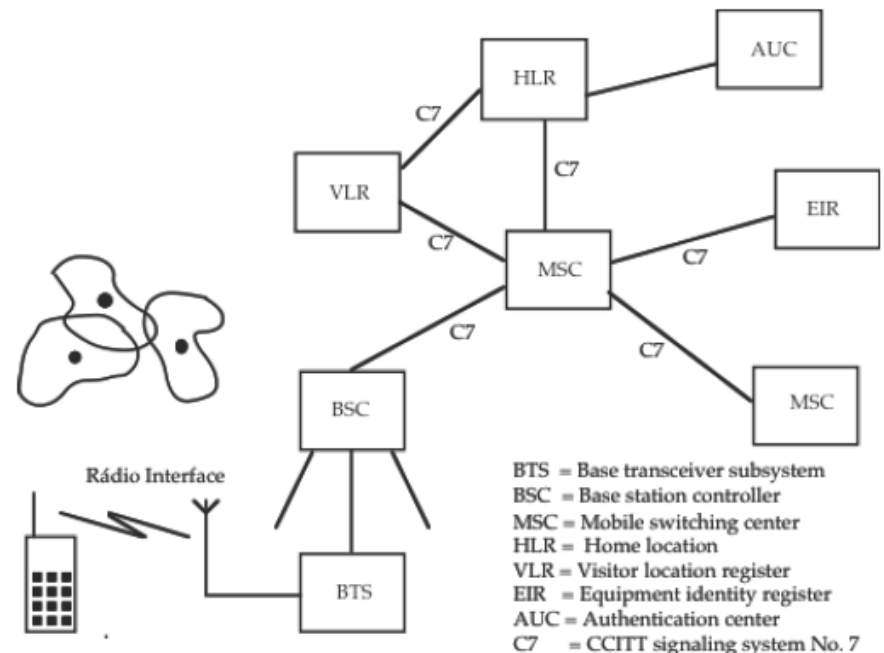 AUC
HLR
C7
C7
VLR
EIR
C7
MSC
C7
C7
C7
MSC
BSC
Rádio Interface
BTS
BTS = Base transceiver subsystem
BSC = Base station controller
MSC = Mobile switching center
HLR = Home location
VLR = Visitor location register
EIR = Equipment identity register
AUC = Authentication center
C7 = CCITT signaling system No. 7